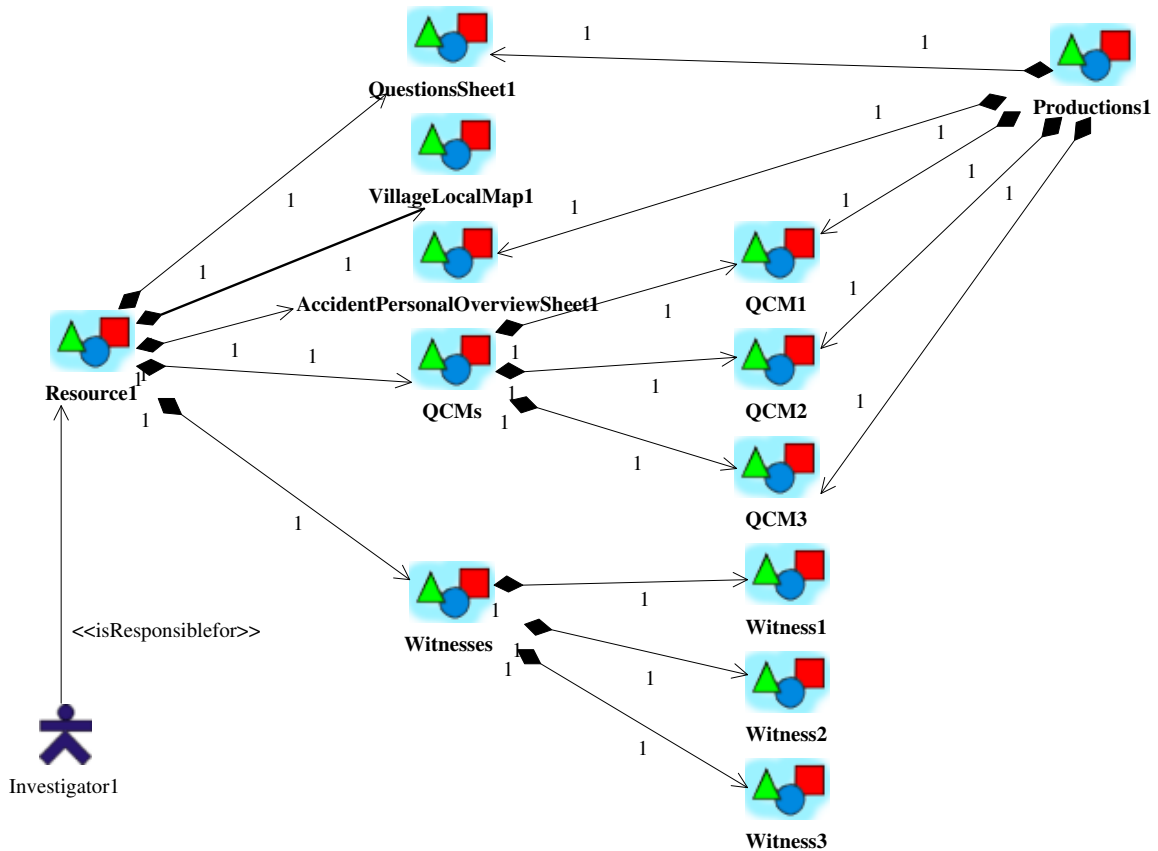 1
1
QuestionsSheet1
Productions1
1
1
VillageLocalMap1
1
1
1
1
1
1
1
1
AccidentPersonalOverviewSheet1
QCM1
1
1
1
1
1
1
1
Resource1
QCMs
QCM2
1
1
1
1
1
1
QCM3
1
1
1
Witness1
<<isResponsiblefor>>
Witnesses
1
1
1
Witness2
1
Investigator1
Witness3